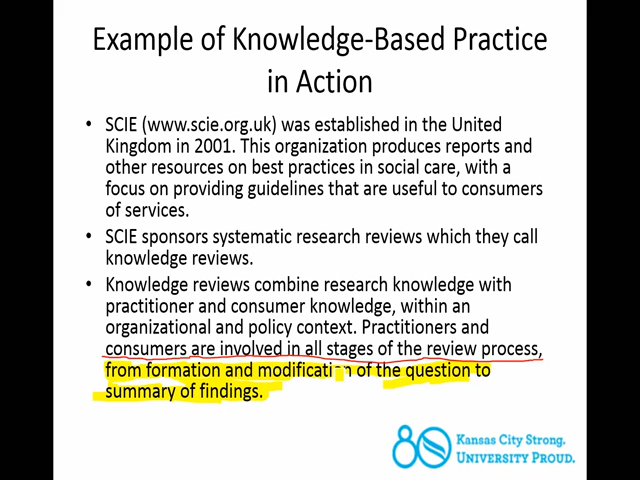 Example of Knowledge-Based Practice
in Action
• SCIE (www.scie.org.uk) was established in the United
Kingdom in 2001. This organization produces reports and
other resources on best practices in social care, with a
focus on providing guidelines that are useful to consumers
of services.
• SCIE sponsors systematic research reviews which they call
knowledge reviews.
• Knowledge reviews combine research knowledge with
practitioner and consumer knowledge, within an
organizational and policy context. Practitioners and
consumers are involved in all stages of the review process,
from formation and modification of the question to
summary of findings.
80 Kansas City Strong.
UNIVERSITY PROUD.